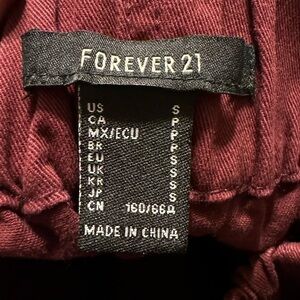 FOREVER 21
US S
CA P
MX/ECU P
BR P
EU S
UK S
KR S
JP S
CN 160/66A
MADE IN CHINA